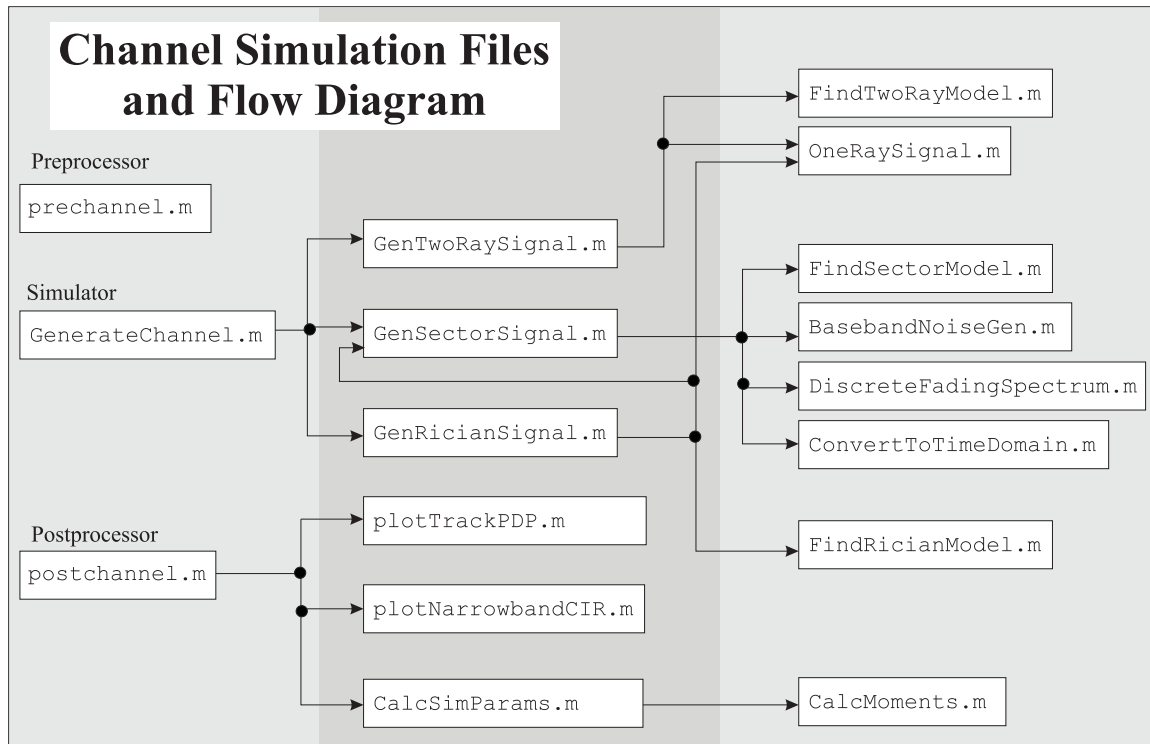 Channel Simulation Files
and Flow Diagram
Preprocessor
prechannel.m
Simulator
GenerateChannel.m
Postprocessor
postchannel.m
GenTwoRaySignal.m
GenSectorSignal.m
GenRicianSignal.m
plotTrackPDP.m
plotNarrowbandCIR.m
CalcSimParams.m
FindTwoRayModel.m
OneRaySignal.m
FindSectorModel.m
BasebandNoiseGen.m
DiscreteFadingSpectrum.m
ConvertToTimeDomain.m
FindRicianModel.m
CalcMoments.m